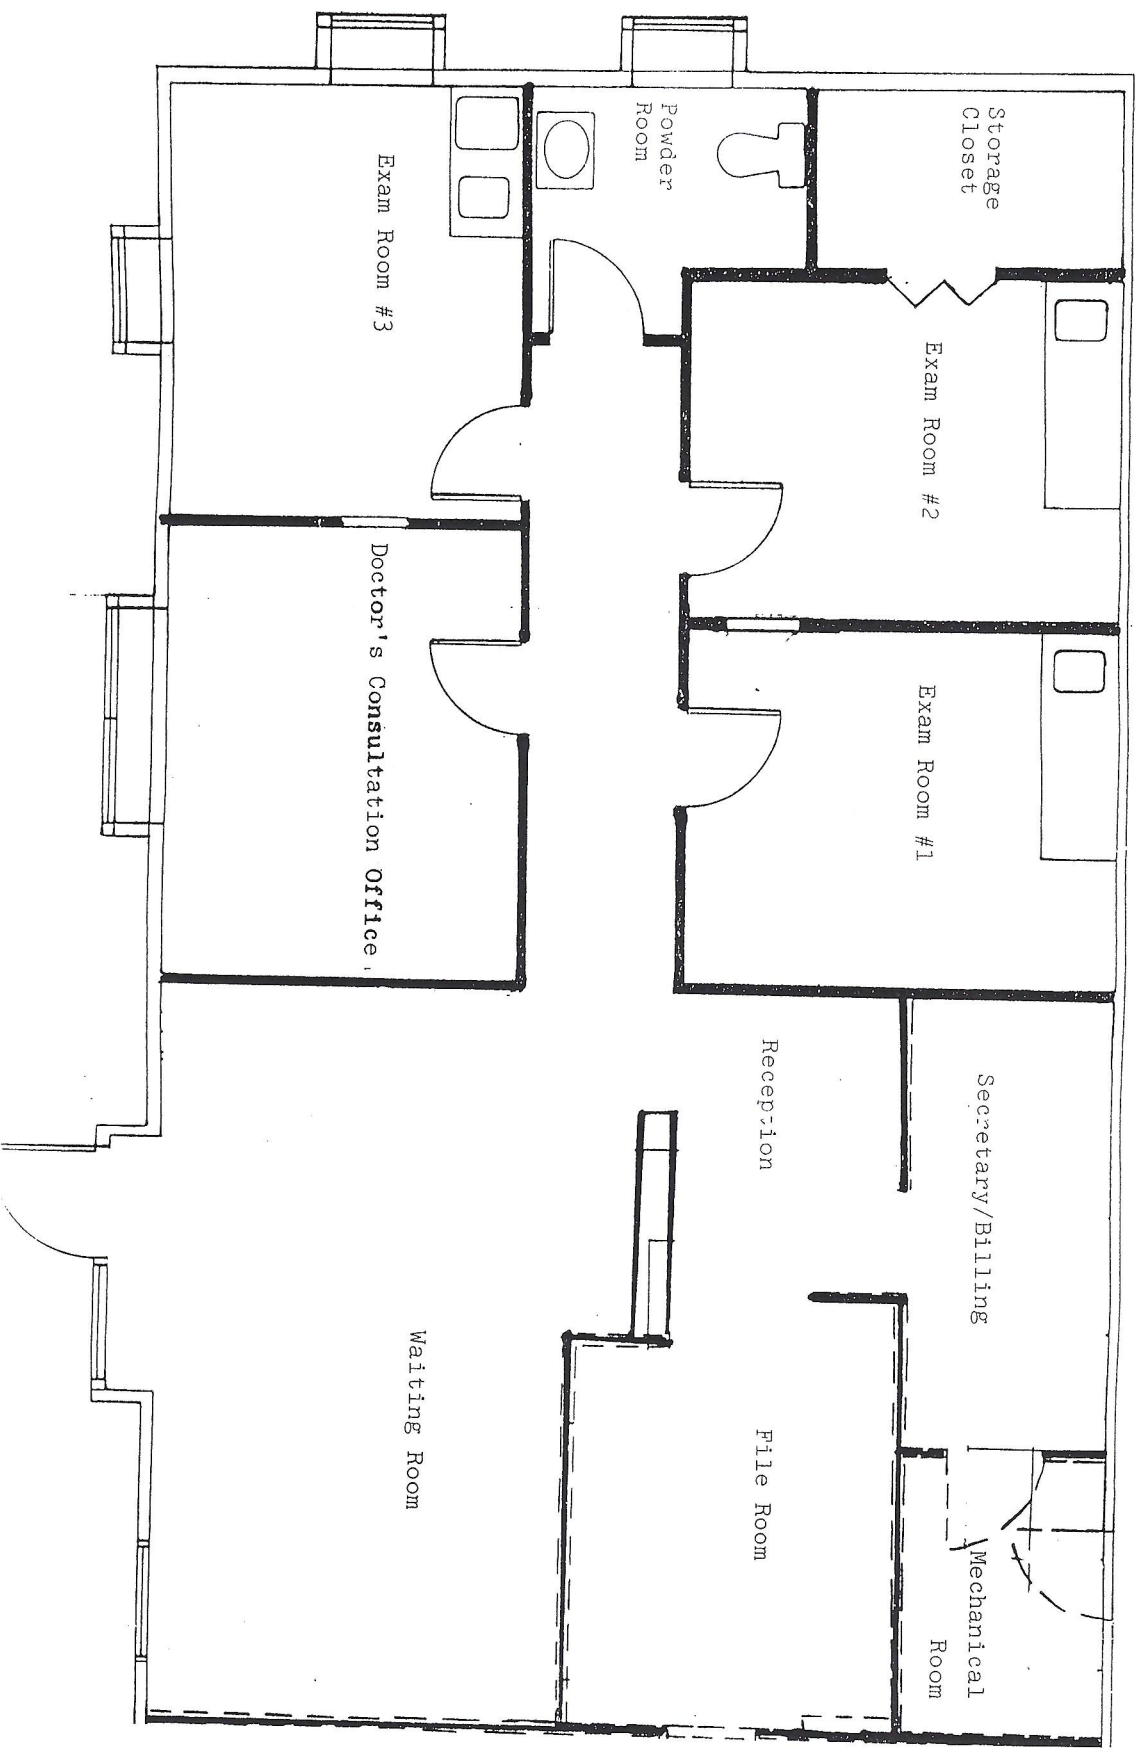 Storage
Closet
Powder
Room
Exam Room #3
Exam Room #2
Exam Room #1
Doctor's Consultation Office
Reception
Secretary/Billing
Waiting Room
File Room
Mechanical
Room